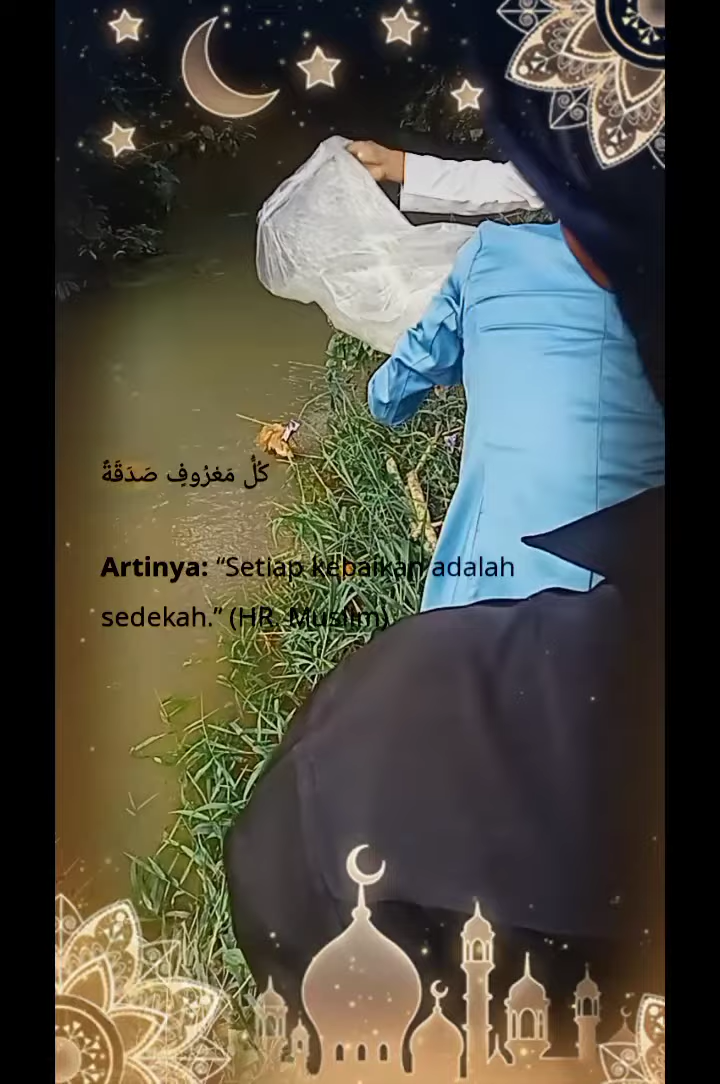 كُلُّ مَعْرُوفٍ صَدَقَةٌ
Artinya: “Setiap kebaikan adalah
sedekah.” (HR. Muslim).